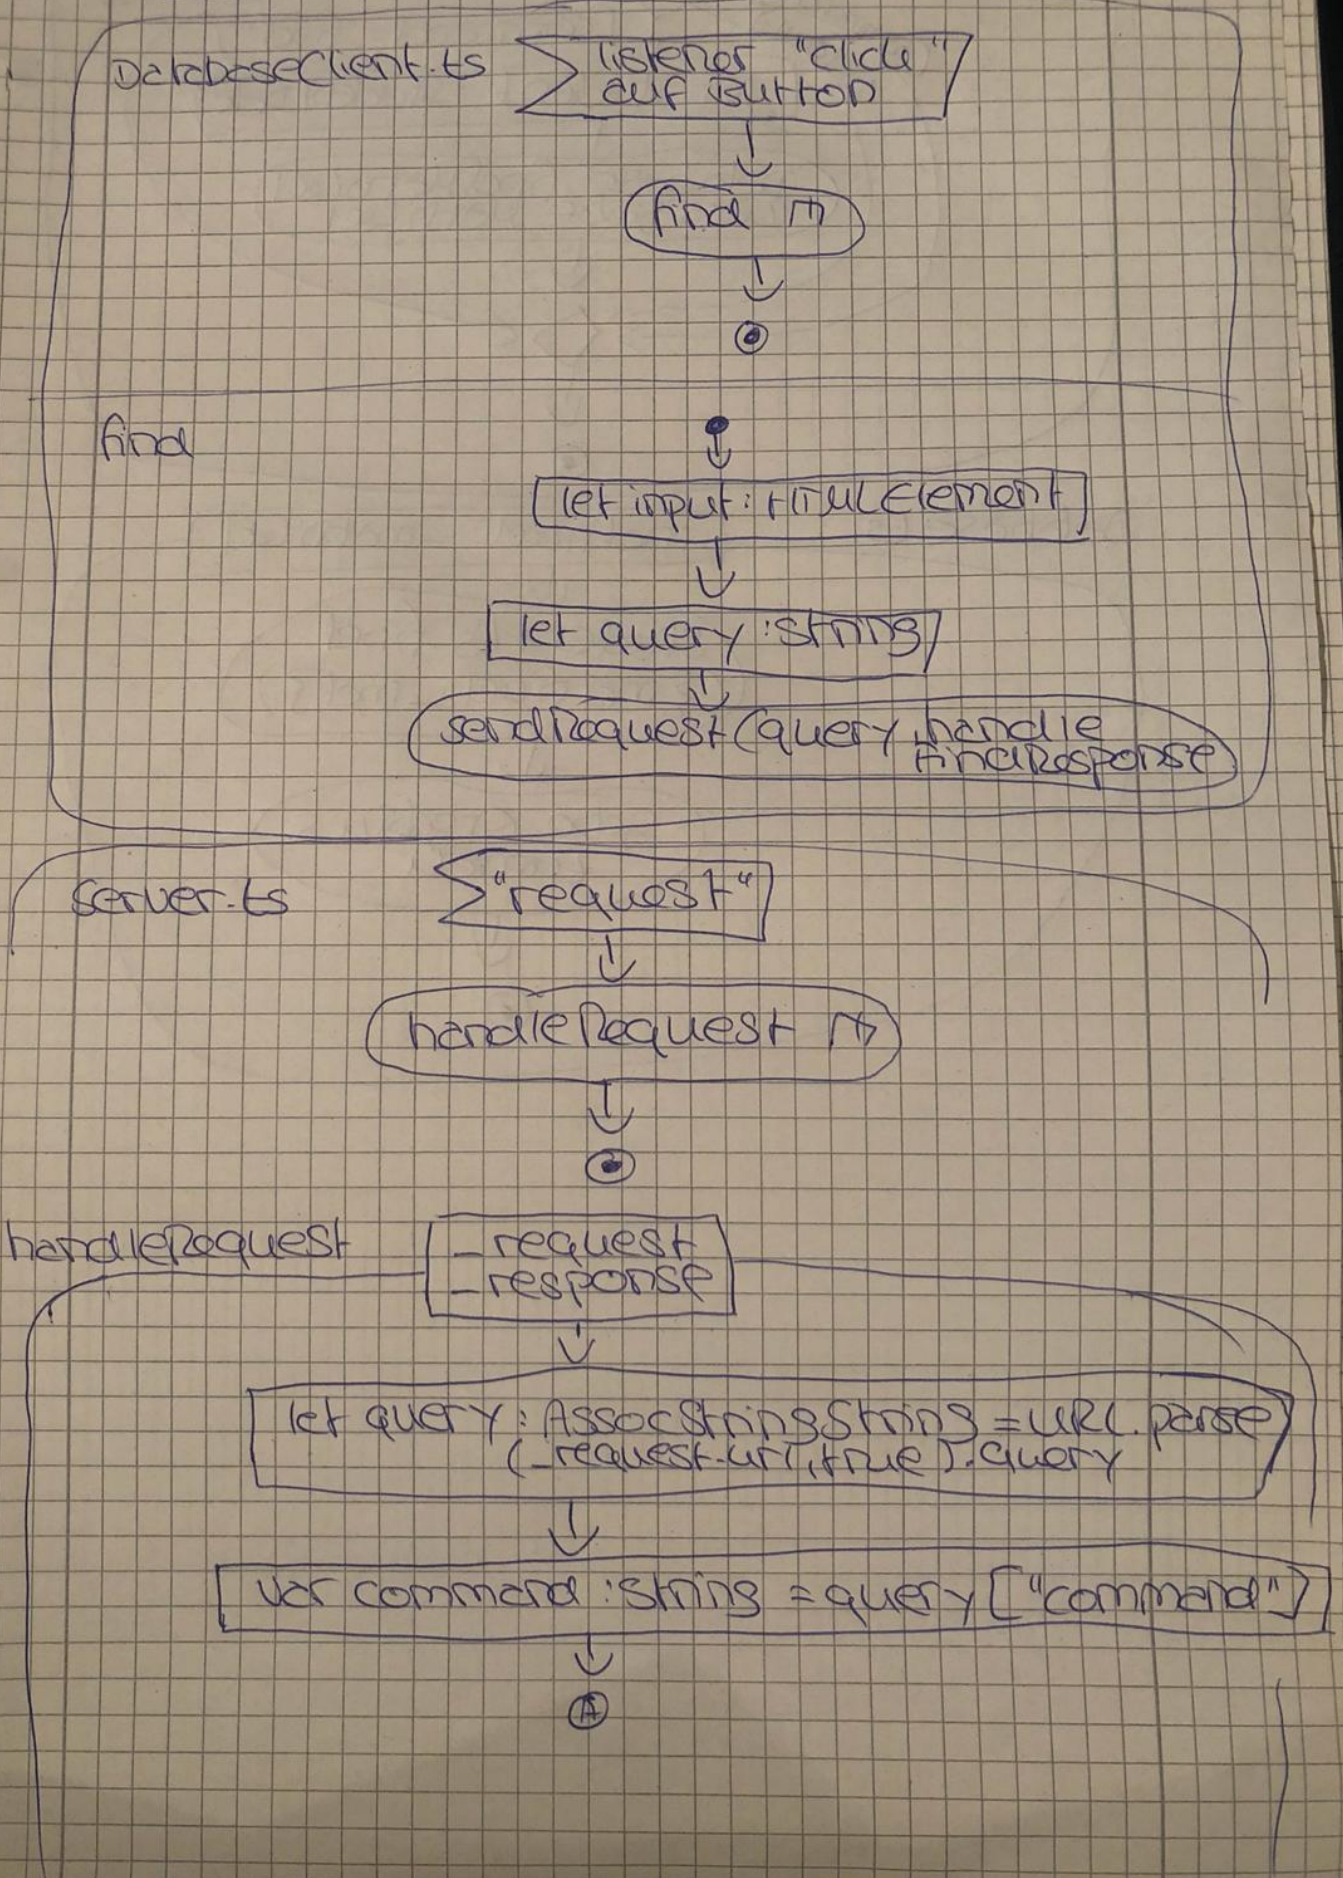 DatabaseClient.ts
listener "click"
auf Button
find
find
let input: HTMLElement
let query: string
sendRequest(query, handle
FindResponse
server.ts
"request"
handleRequest
handleRequest
_request
_response
let query: AssocStringString = URL.parse
(_request.url, true).query
var command: string = query["command"]
A